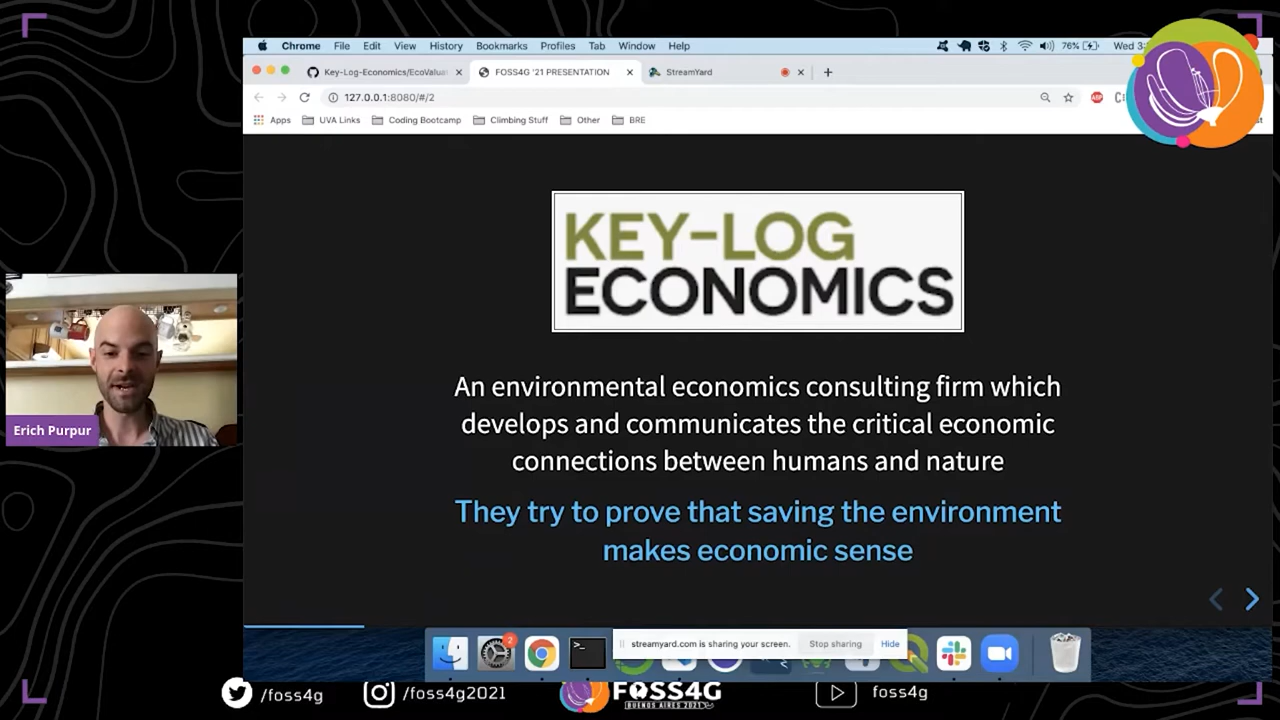 Chrome File Edit View History Bookmarks Profiles Tab Window Help 76% Wed 3:
Key-Log-Economics/EcoValua
FOSS4G '21 PRESENTATION
StreamYard
127.0.0.1:8080/#/2
ABP
Apps UVA Links Coding Bootcamp Climbing Stuff Other BRE
KEY-LOG
ECONOMICS
An environmental economics consulting firm which
develops and communicates the critical economic
connections between humans and nature
They try to prove that saving the environment
makes economic sense
Erich Purpur
2
streamyard.com is sharing your screen. Stop sharing Hide
/foss4g /foss4g2021 FOSS4G foss4g
BUENOS AIRES 2021